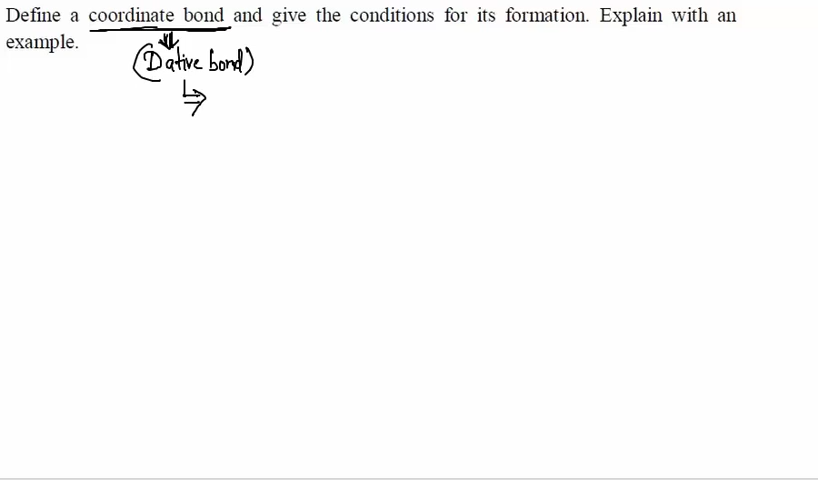 Define a coordinate bond and give the conditions for its formation. Explain with an
example.
(Dative bond)